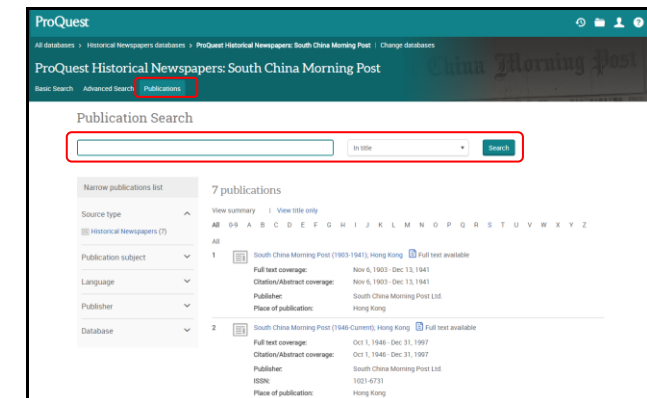 ProQuest
All databases > Historical Newspapers databases > ProQuest Historical Newspapers: South China Morning Post | Change databases
ProQuest Historical Newspapers: South China Morning Post
China Morning Post
Basic Search Advanced Search Publications
Publication Search
In title Search
Narrow publications list
Source type
Historical Newspapers (7)
Publication subject
Language
Publisher
Database
7 publications
View summary | View title only
All 0-9 A B C D E F G H I J K L M N O P Q R S T U V W X Y Z
All
1 South China Morning Post (1903-1941); Hong Kong Full text available
Full text coverage: Nov 6, 1903 - Dec 13, 1941
Citation/Abstract coverage: Nov 6, 1903 - Dec 13, 1941
Publisher: South China Morning Post Ltd.
Place of publication: Hong Kong
2 South China Morning Post (1946-Current); Hong Kong Full text available
Full text coverage: Oct 1, 1946 - Dec 31, 1997
Citation/Abstract coverage: Oct 1, 1946 - Dec 31, 1997
Publisher: South China Morning Post Ltd.
ISSN: 1021-6731
Place of publication: Hong Kong